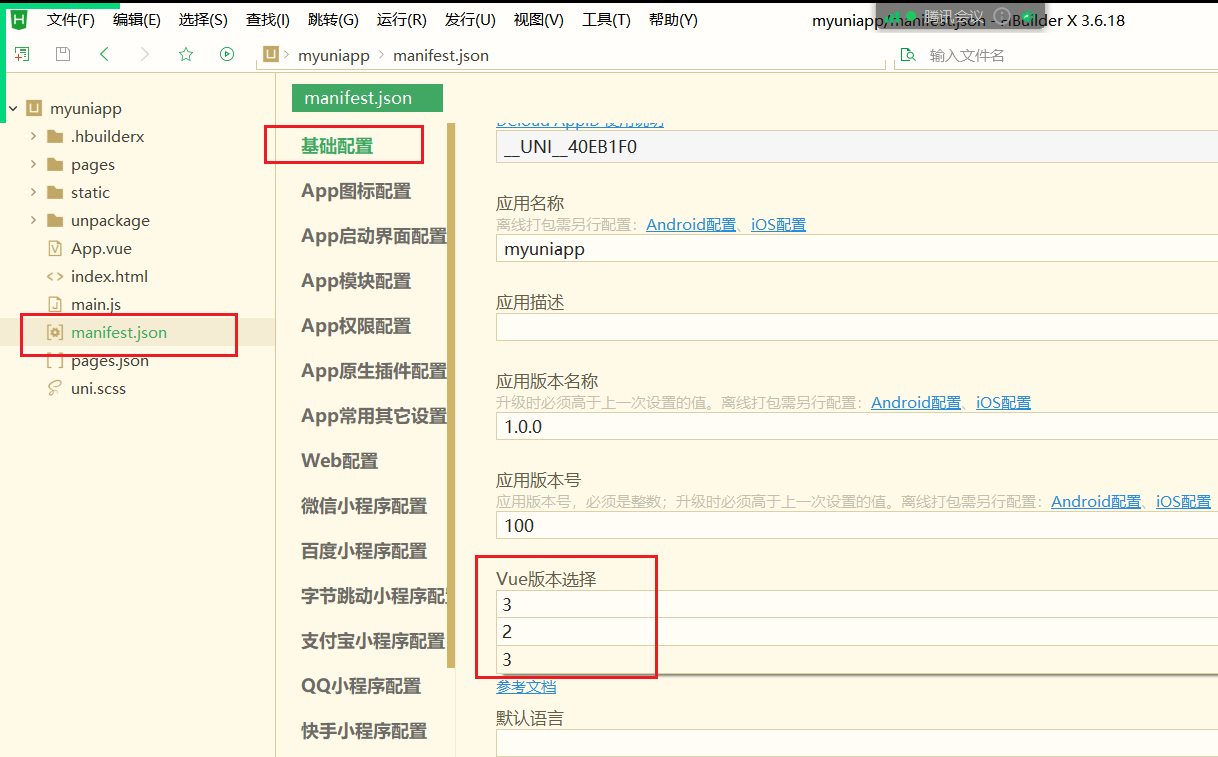 文件(F) 编辑(E) 选择(S) 查找(I) 跳转(G) 运行(R) 发行(U) 视图(V) 工具(T) 帮助(Y) myuniapp/manifest.json - HBuilder X 3.6.18
腾讯会议
myuniapp manifest.json 输入文件名
myuniapp
.hbuilderx
pages
static
unpackage
App.vue
index.html
main.js
manifest.json
pages.json
uni.scss
manifest.json
基础配置
App图标配置
App启动界面配置
App模块配置
App权限配置
App原生插件配置
App常用其它设置
Web配置
微信小程序配置
百度小程序配置
字节跳动小程序配
支付宝小程序配置
QQ小程序配置
快手小程序配置
Dcloud AppID 使用说明
__UNI__40EB1F0
应用名称
离线打包需另行配置：Android配置、iOS配置
myuniapp
应用描述
应用版本名称
升级时必须高于上一次设置的值。离线打包需另行配置：Android配置、iOS配置
1.0.0
应用版本号
应用版本号，必须是整数；升级时必须高于上一次设置的值。离线打包需另行配置：Android配置、iOS配置
100
Vue版本选择
3
2
3
参考文档
默认语言